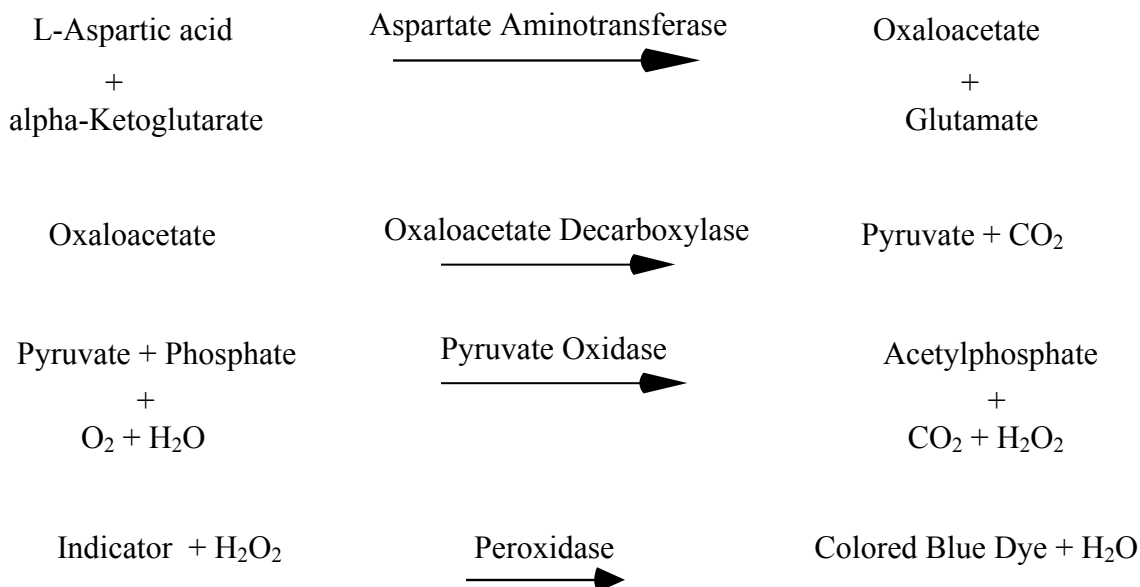 L-Aspartic acid Aspartate Aminotransferase Oxaloacetate
+ +
alpha-Ketoglutarate Glutamate
Oxaloacetate Oxaloacetate Decarboxylase Pyruvate + CO₂
Pyruvate + Phosphate Pyruvate Oxidase Acetylphosphate
+ +
O₂ + H₂O CO₂ + H₂O₂
Indicator + H₂O₂ Peroxidase Colored Blue Dye + H₂O